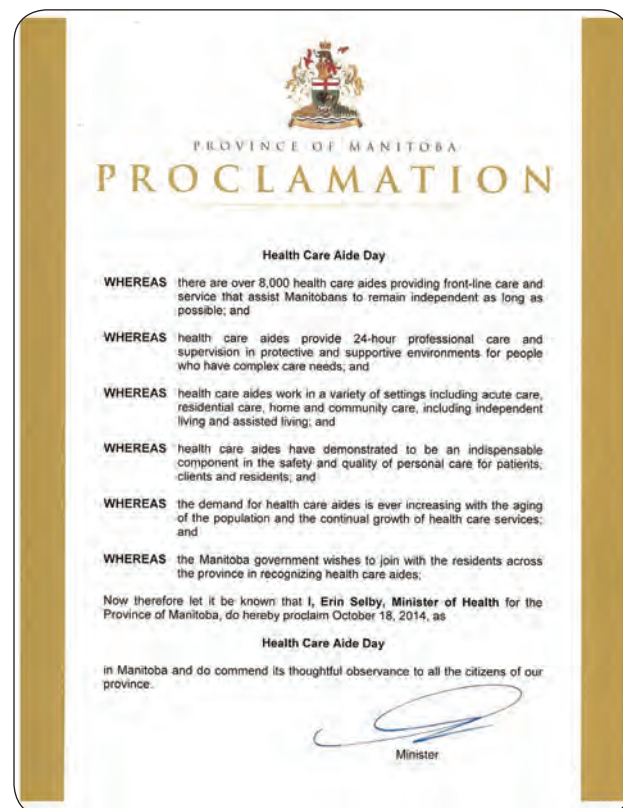 PROVINCE OF MANITOBA
PROCLAMATION
Health Care Aide Day
WHEREAS there are over 8,000 health care aides providing front-line care and
service that assist Manitobans to remain independent as long as
possible; and
WHEREAS health care aides provide 24-hour professional care and
supervision in protective and supportive environments for people
who have complex care needs; and
WHEREAS health care aides work in a variety of settings including acute care,
residential care, home and community care, including independent
living and assisted living; and
WHEREAS health care aides have demonstrated to be an indispensable
component in the safety and quality of personal care for patients,
clients and residents; and
WHEREAS the demand for health care aides is ever increasing with the aging
of the population and the continual growth of health care services;
and
WHEREAS the Manitoba government wishes to join with the residents across
the province in recognizing health care aides;
Now therefore let it be known that I, Erin Selby, Minister of Health for the
Province of Manitoba, do hereby proclaim October 18, 2014, as
Health Care Aide Day
in Manitoba and do commend its thoughtful observance to all the citizens of our
province.
Minister